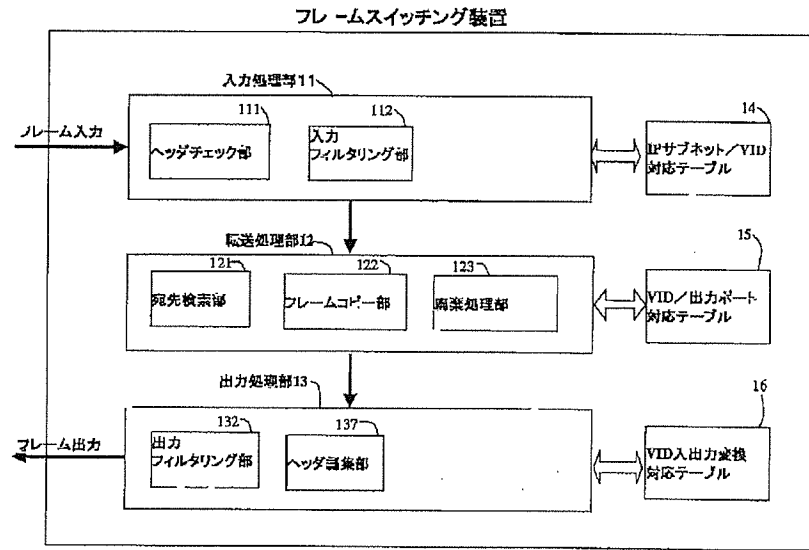 フレームスイッチング装置
入力処理部11
フレーム入力
111
ヘッダチェック部
112
入力
フィルタリング部
14
IPサブネット／VID
対応テーブル
転送処理部12
121
宛先検索部
122
フレームコピー部
123
廃棄処理部
15
VID／出力ポート
対応テーブル
出力処理部13
フレーム出力
132
出力
フィルタリング部
137
ヘッダ編集部
16
VID入出力変換
対応テーブル